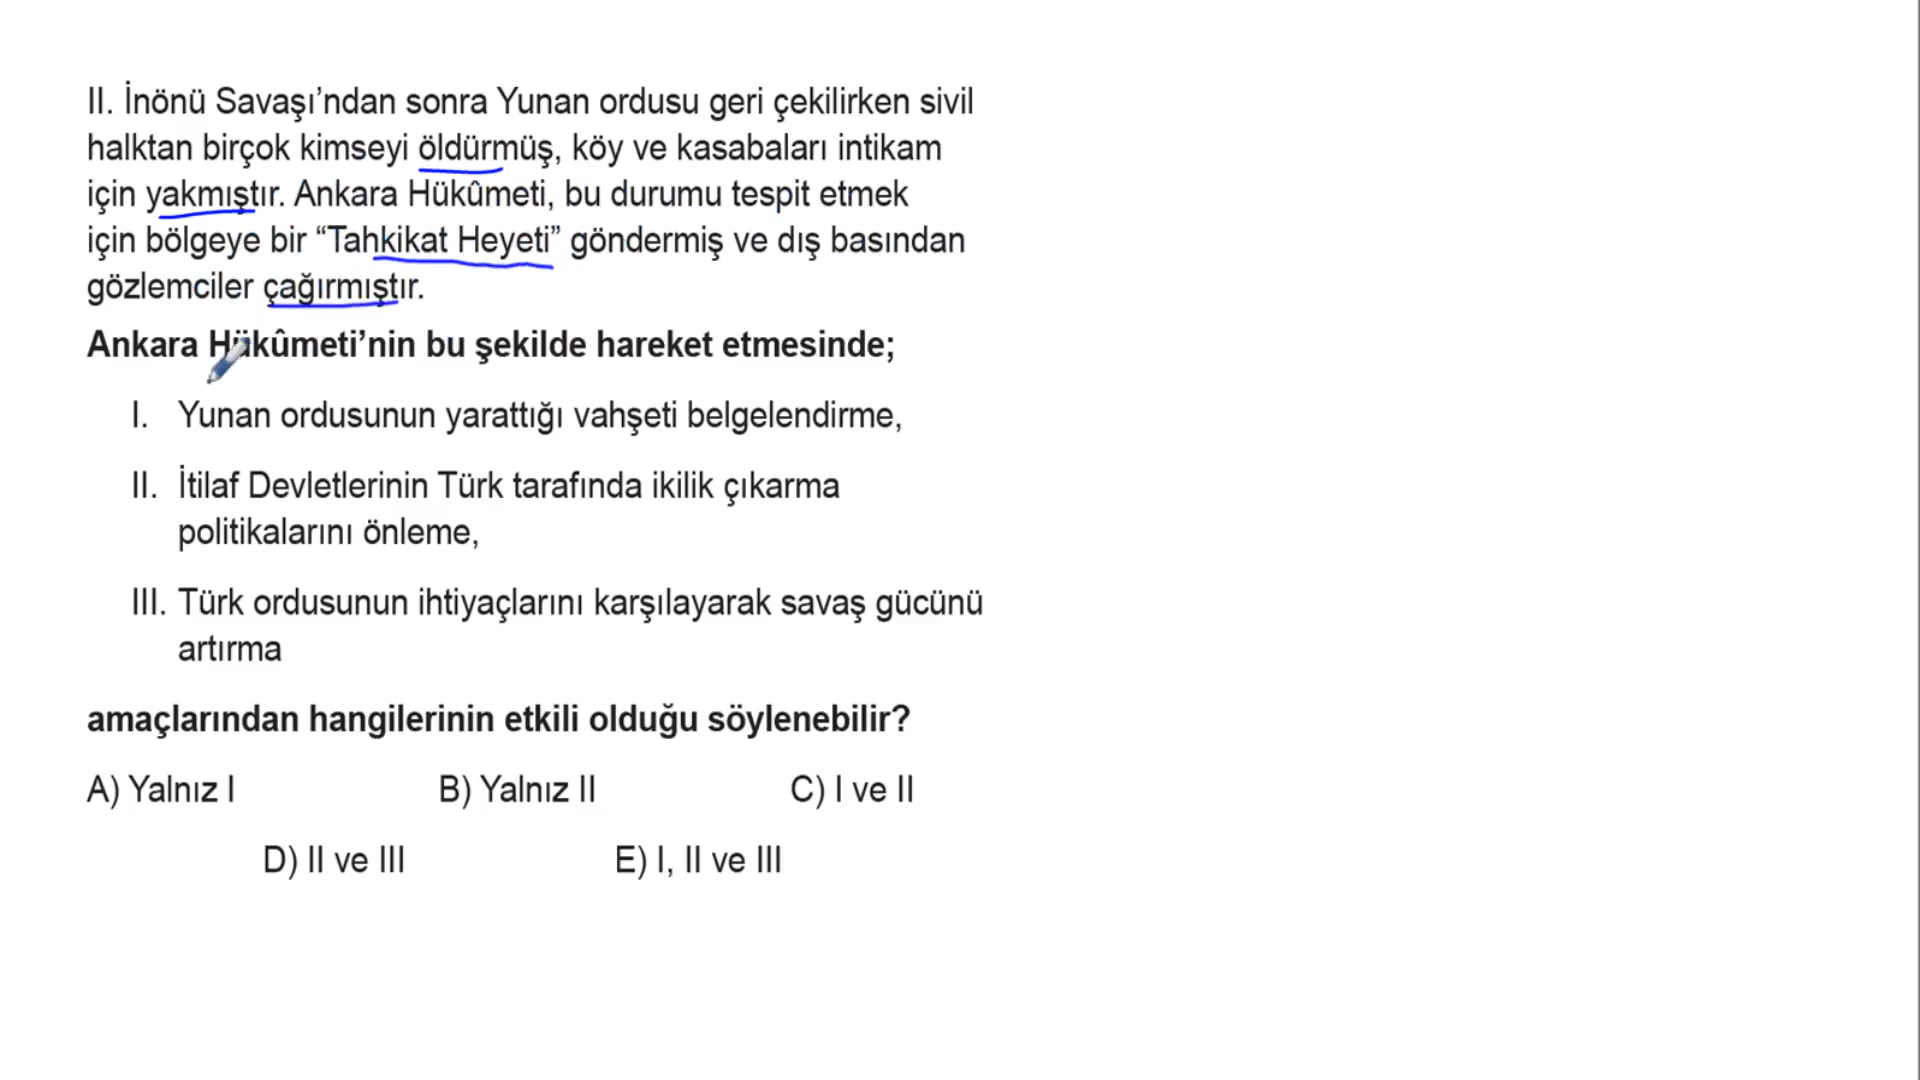 II. İnönü Savaşı’ndan sonra Yunan ordusu geri çekilirken sivil
halktan birçok kimseyi öldürmüş, köy ve kasabaları intikam
için yakmıştır. Ankara Hükûmeti, bu durumu tespit etmek
için bölgeye bir “Tahkikat Heyeti” göndermiş ve dış basından
gözlemciler çağırmıştır.
Ankara Hükûmeti’nin bu şekilde hareket etmesinde;
I. Yunan ordusunun yarattığı vahşeti belgelendirme,
II. İtilaf Devletlerinin Türk tarafında ikilik çıkarma
politikalarını önleme,
III. Türk ordusunun ihtiyaçlarını karşılayarak savaş gücünü
artırma
amaçlarından hangilerinin etkili olduğu söylenebilir?
A) Yalnız I B) Yalnız II C) I ve II
D) II ve III E) I, II ve III